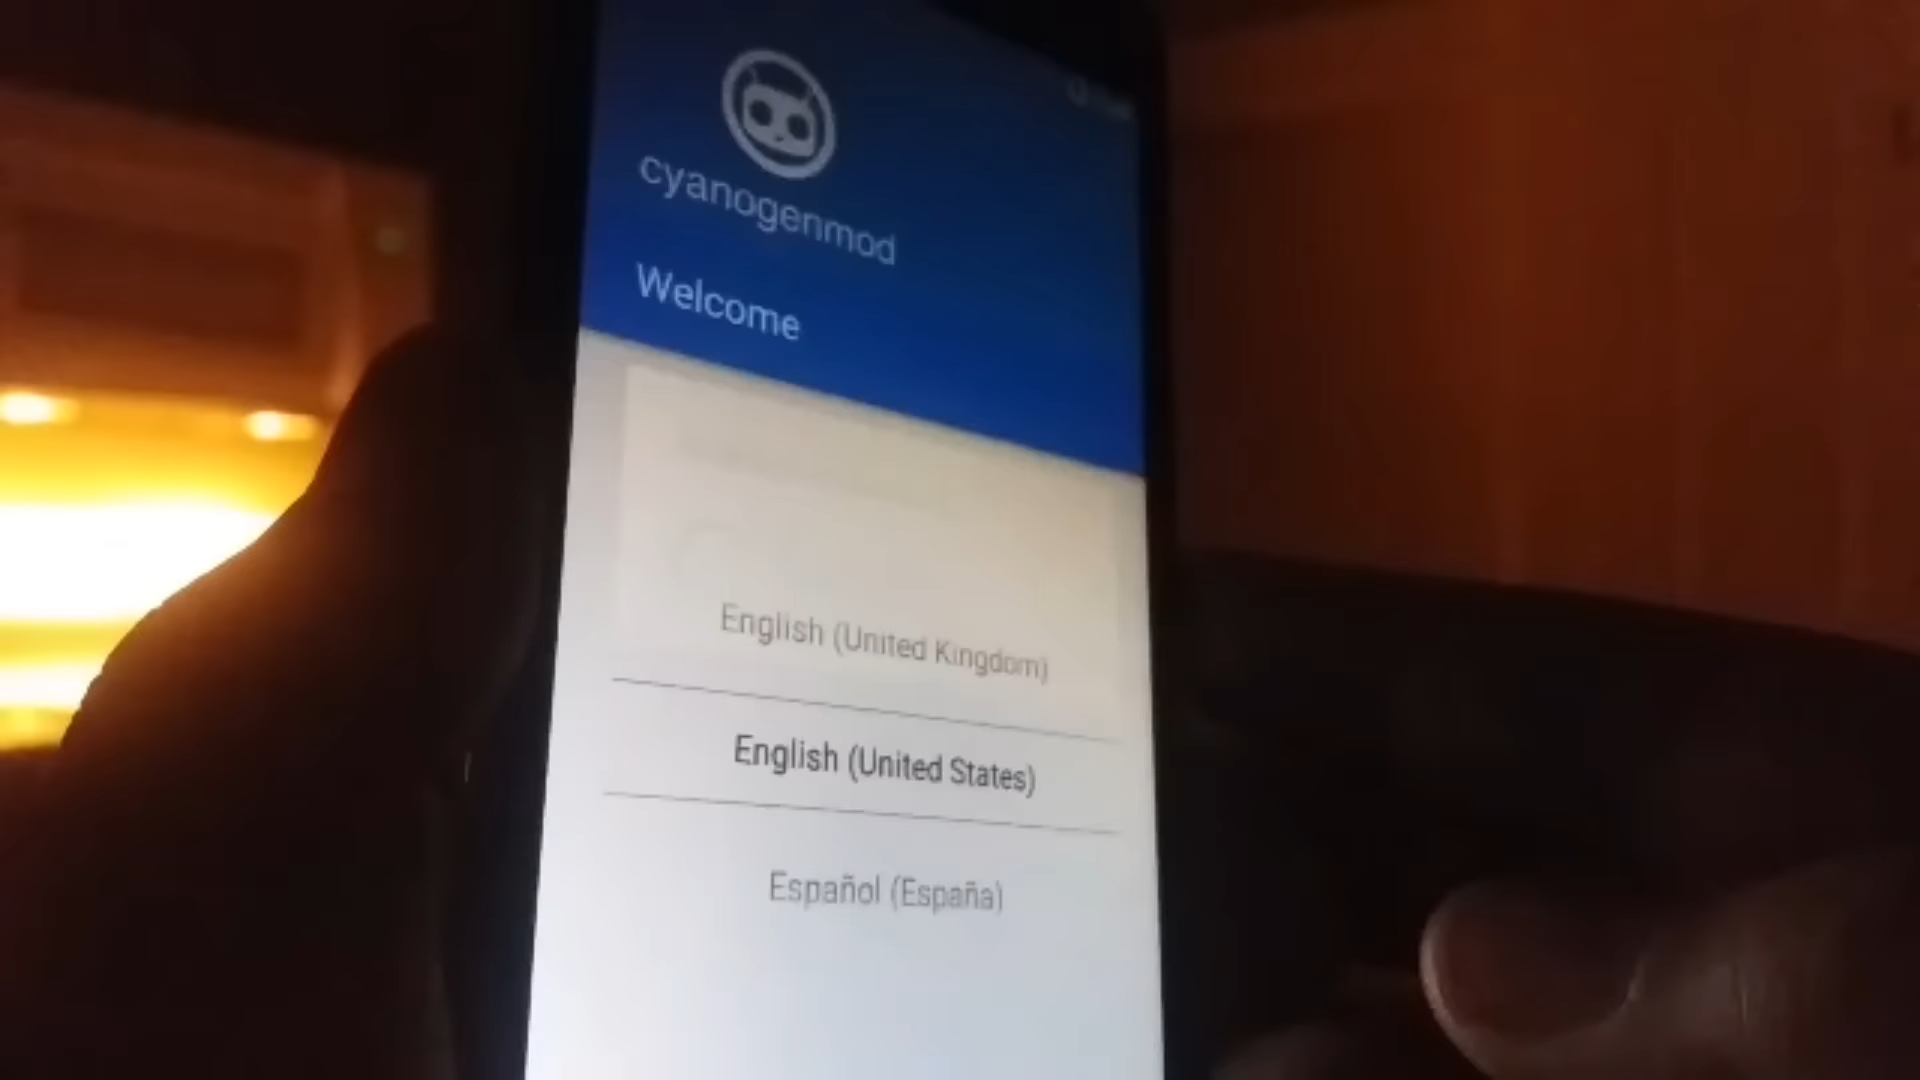 cyanogenmod
Welcome
English (United Kingdom)
English (United States)
Español (España)